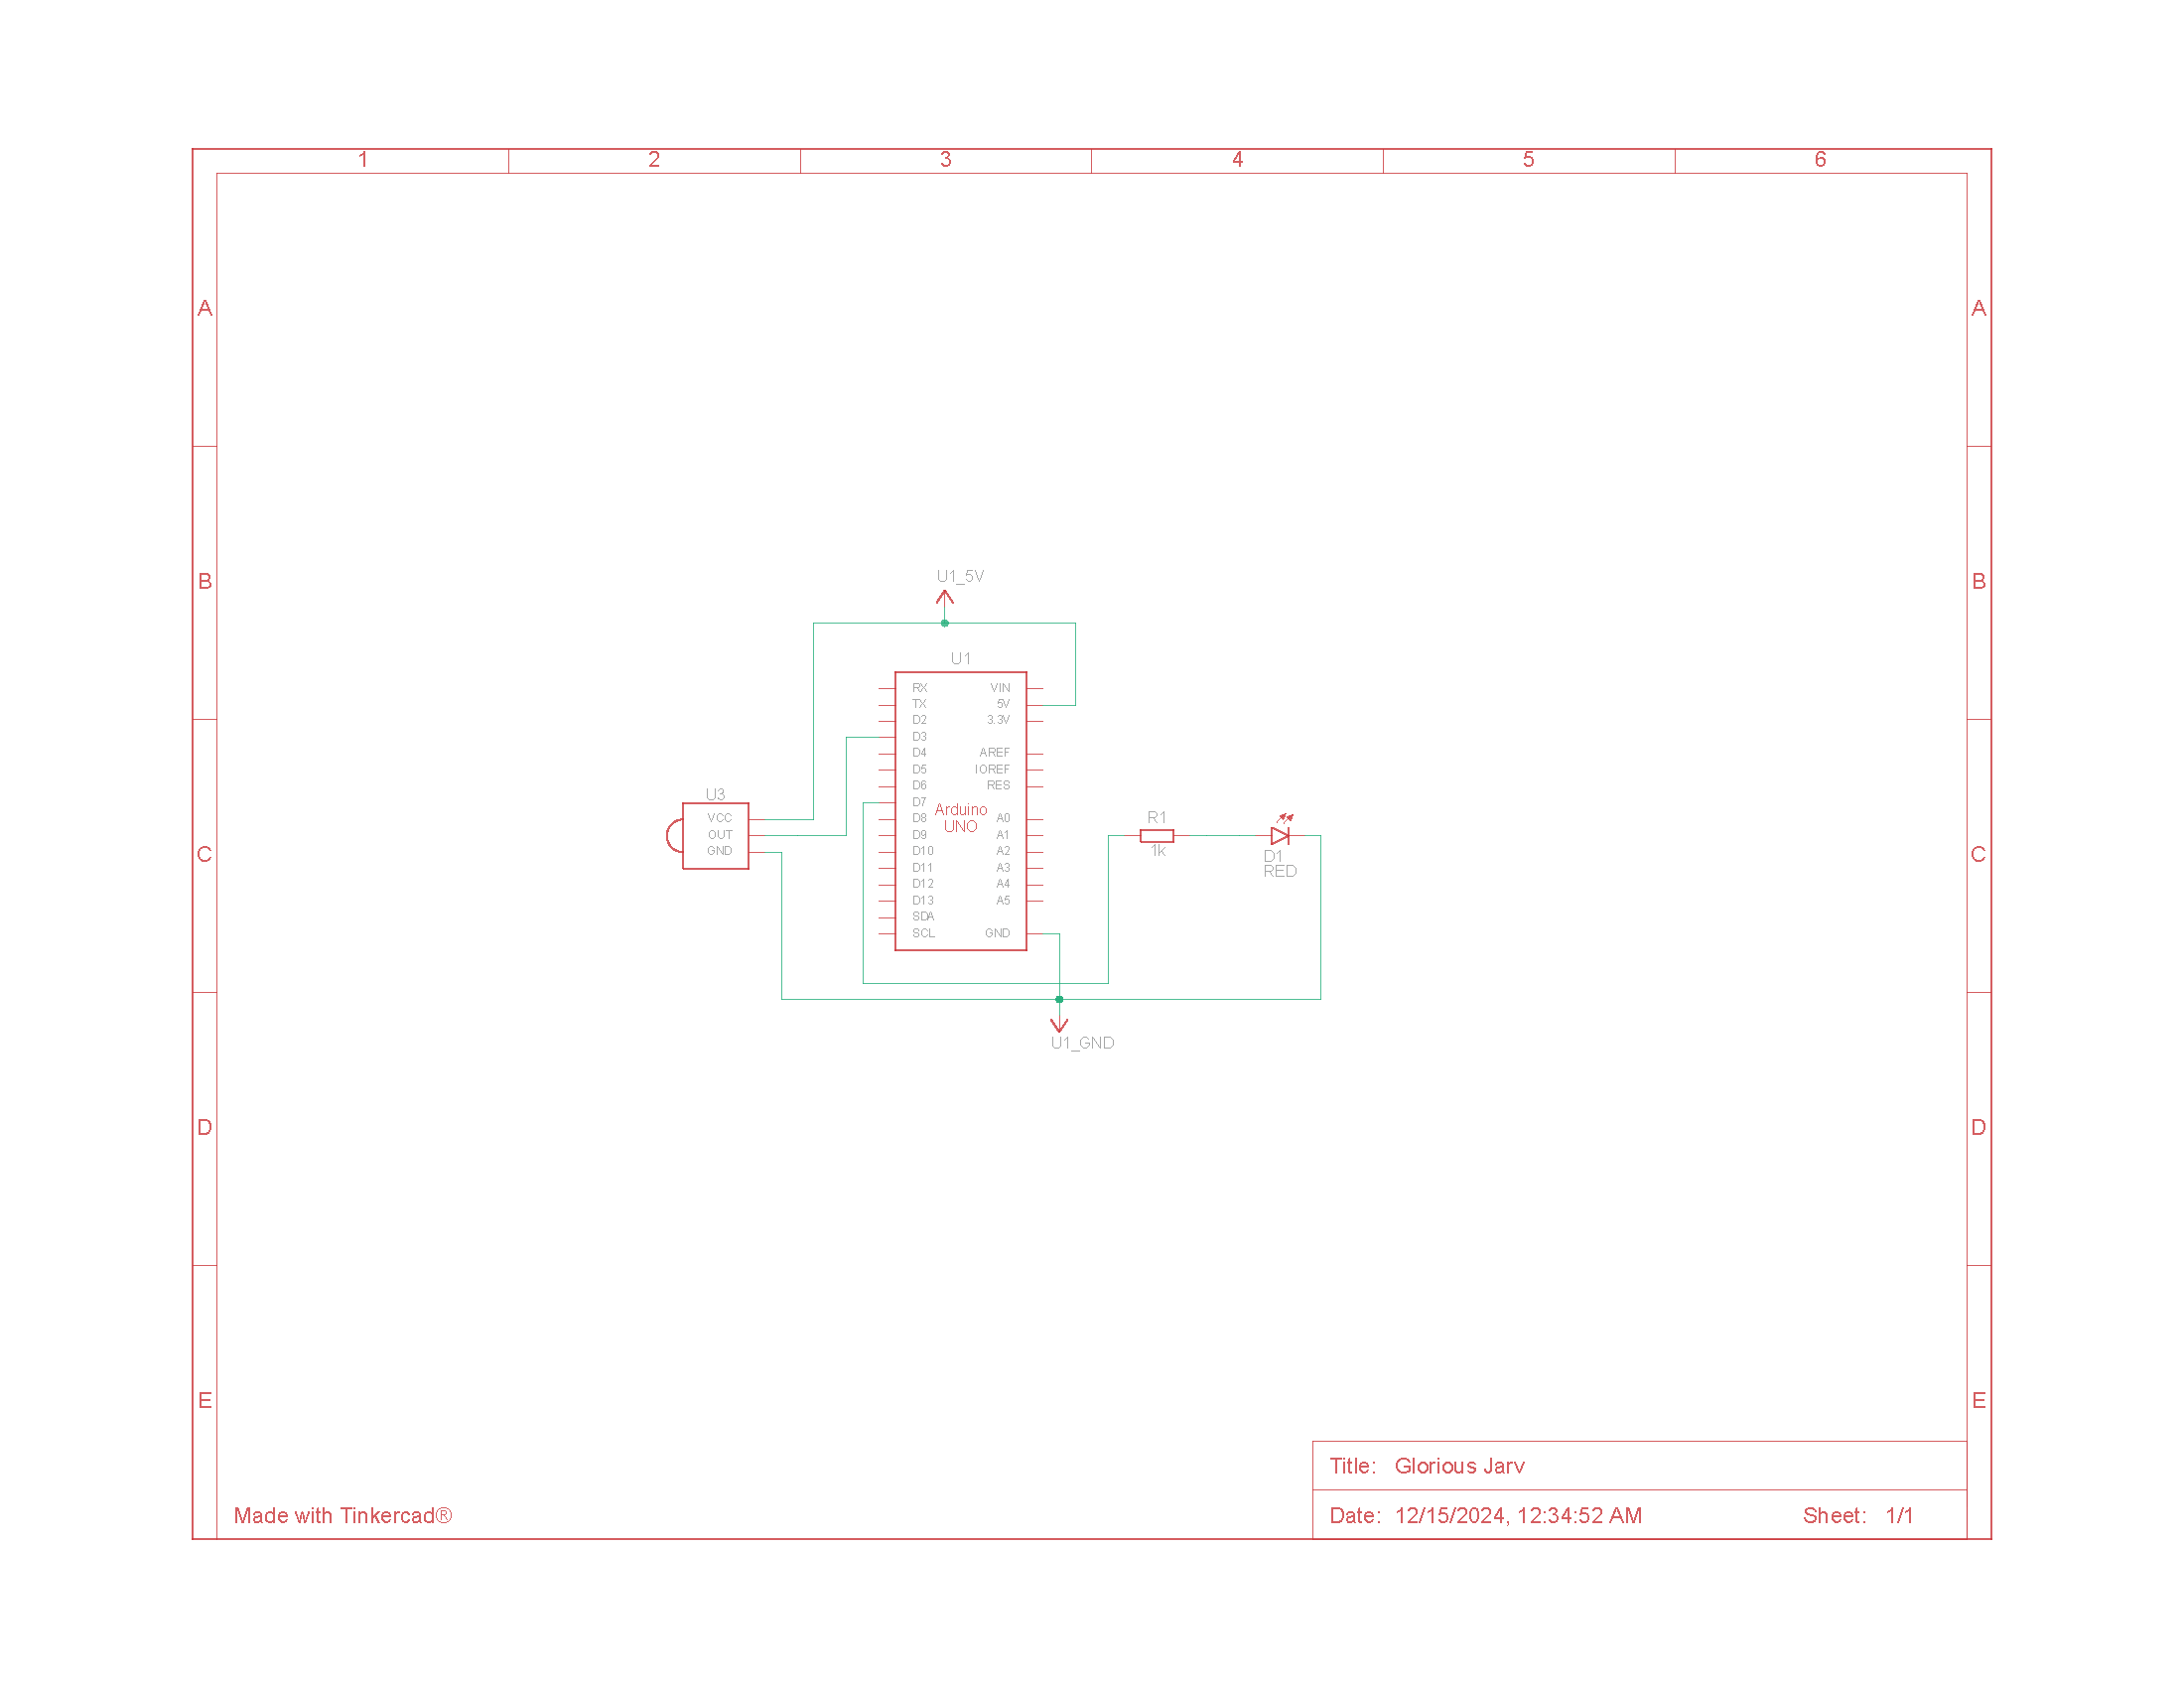 1 2 3 4 5 6
A A
B B
U1_5V
U1
RX VIN
TX 5V
D2 3.3V
D3
D4 AREF
D5 IOREF
D6 RES
D7
Arduino
UNO
D8 A0
D9 A1
D10 A2
D11 A3
D12 A4
D13 A5
SDA
SCL GND
U3
VCC
OUT
GND
R1
1k
D1
RED
C C
U1_GND
D D
E E
Title: Glorious Jarv
Made with Tinkercad®
Date: 12/15/2024, 12:34:52 AM Sheet: 1/1